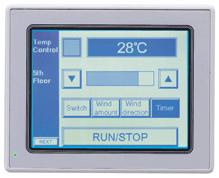 Temp
Control
28°C
5th
Floor
▼
▲
Switch
Wind
amount
Wind
direction
Timer
NEXT
RUN/STOP